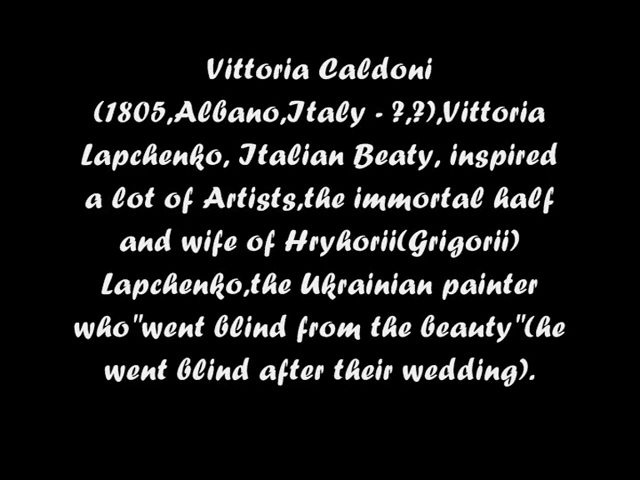 Vittoria Caldoni
(1805,Albano,Italy - ?,?),Vittoria
Lapchenko, Italian Beaty, inspired
a lot of Artists,the immortal half
and wife of Hryhorii(Grigorii)
Lapchenko,the Ukrainian painter
who"went blind from the beauty"(he
went blind after their wedding).